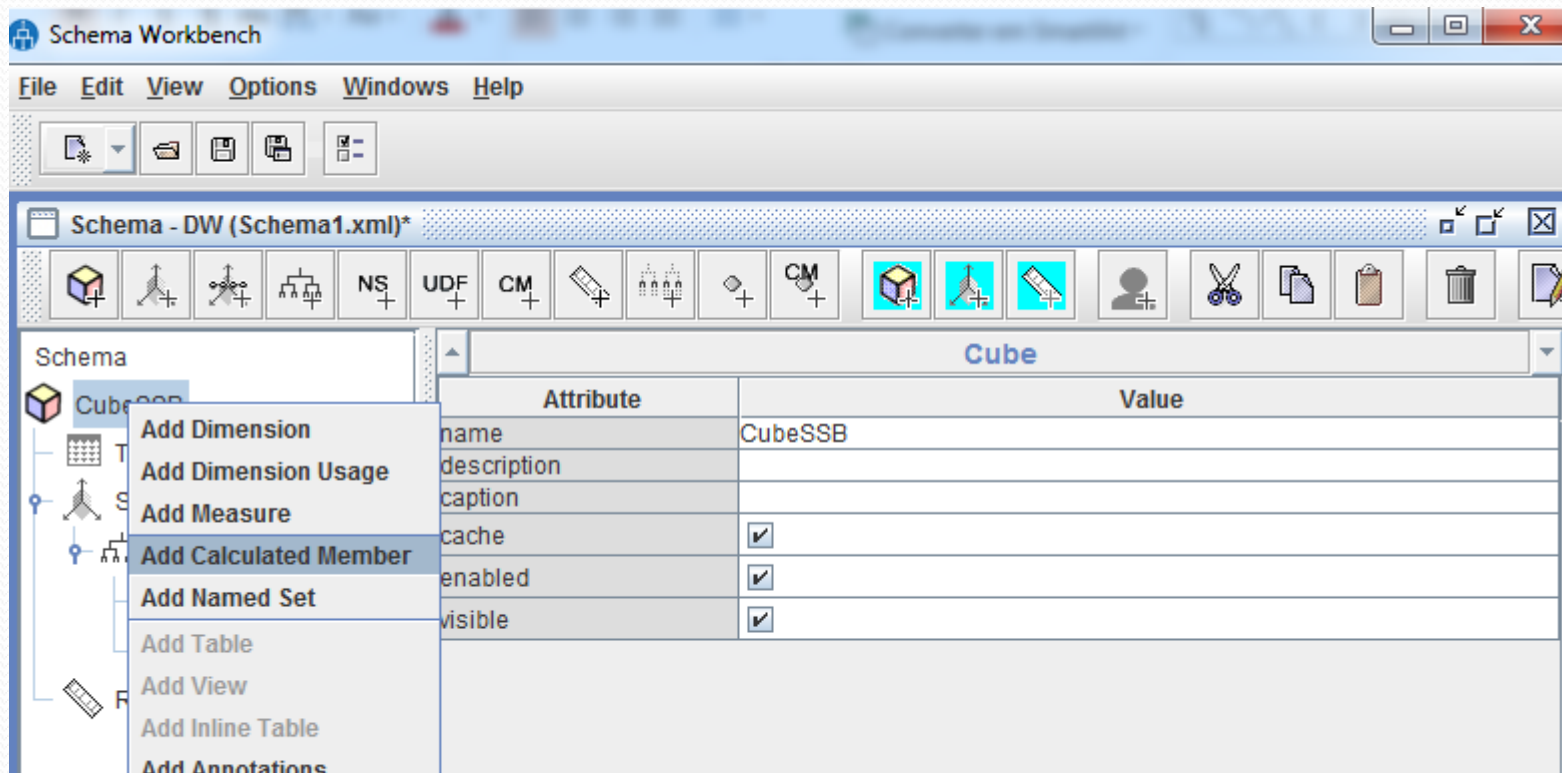 Schema Workbench
File Edit View Options Windows Help
Schema - DW (Schema1.xml)*
NS UDF CM CM
Schema
Cube
CubeSSB
Attribute Value
Add Dimension
name CubeSSB
Add Dimension Usage
description
Add Measure
caption
Add Calculated Member
cache
Add Named Set
enabled
visible
Add Table
Add View
Add Inline Table
Add Annotations